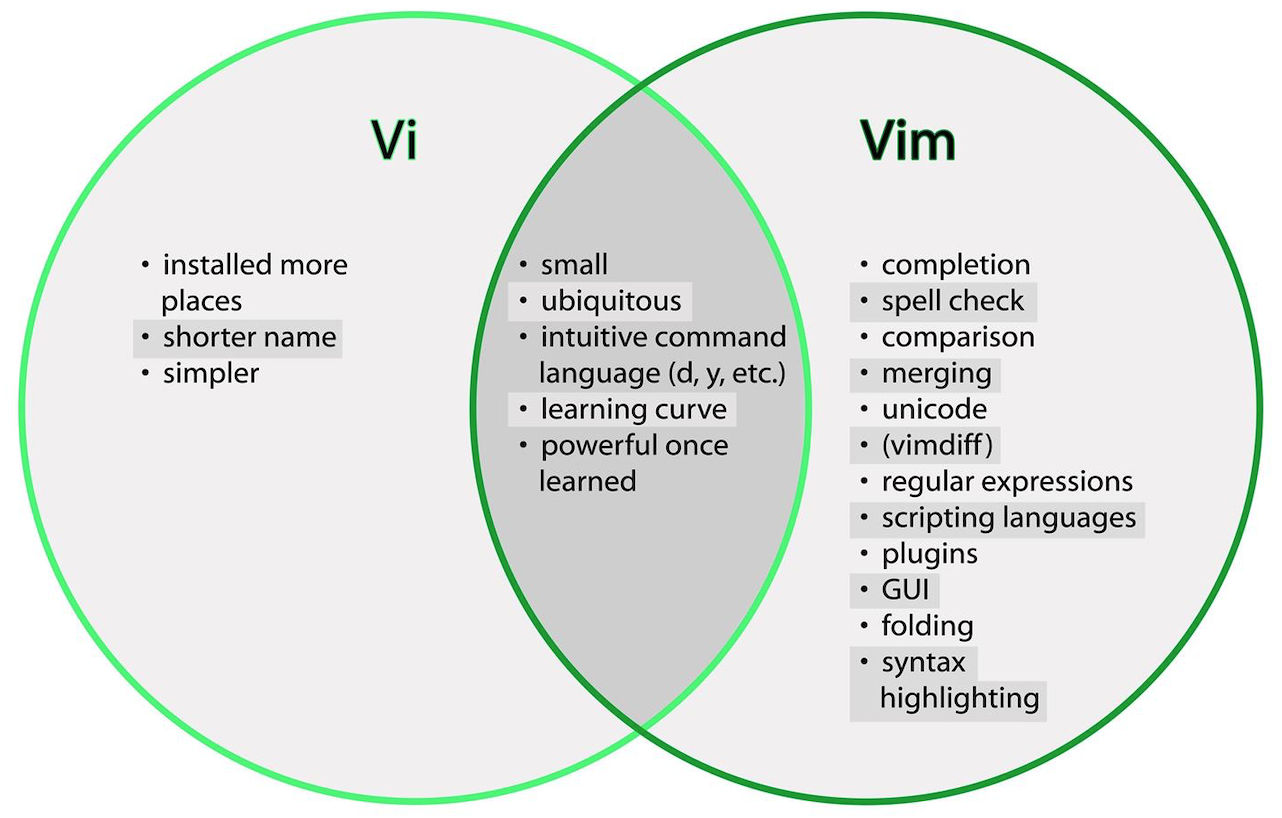 Vi
• installed more
places
• shorter name
• simpler
• small
• ubiquitous
• intuitive command
language (d, y, etc.)
• learning curve
• powerful once
learned
Vim
• completion
• spell check
• comparison
• merging
• unicode
• (vimdiff)
• regular expressions
• scripting languages
• plugins
• GUI
• folding
• syntax
highlighting